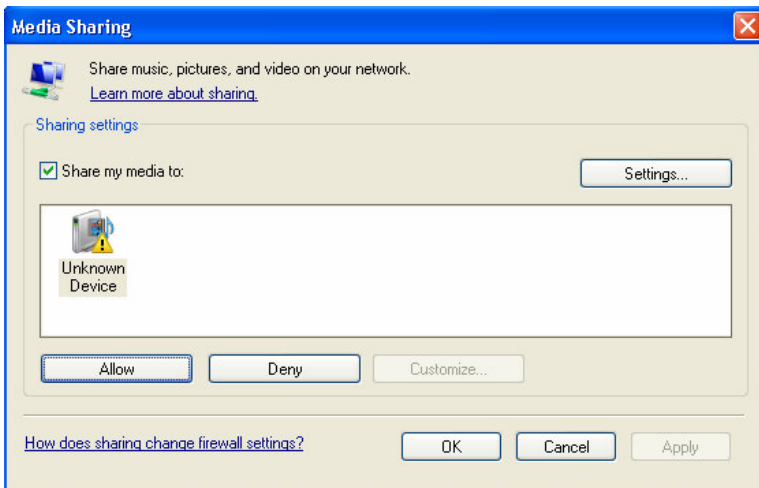 Media Sharing
Share music, pictures, and video on your network.
Learn more about sharing.
Sharing settings
Share my media to:
Settings...
Unknown
Device
Allow
Deny
Customize...
How does sharing change firewall settings?
OK
Cancel
Apply